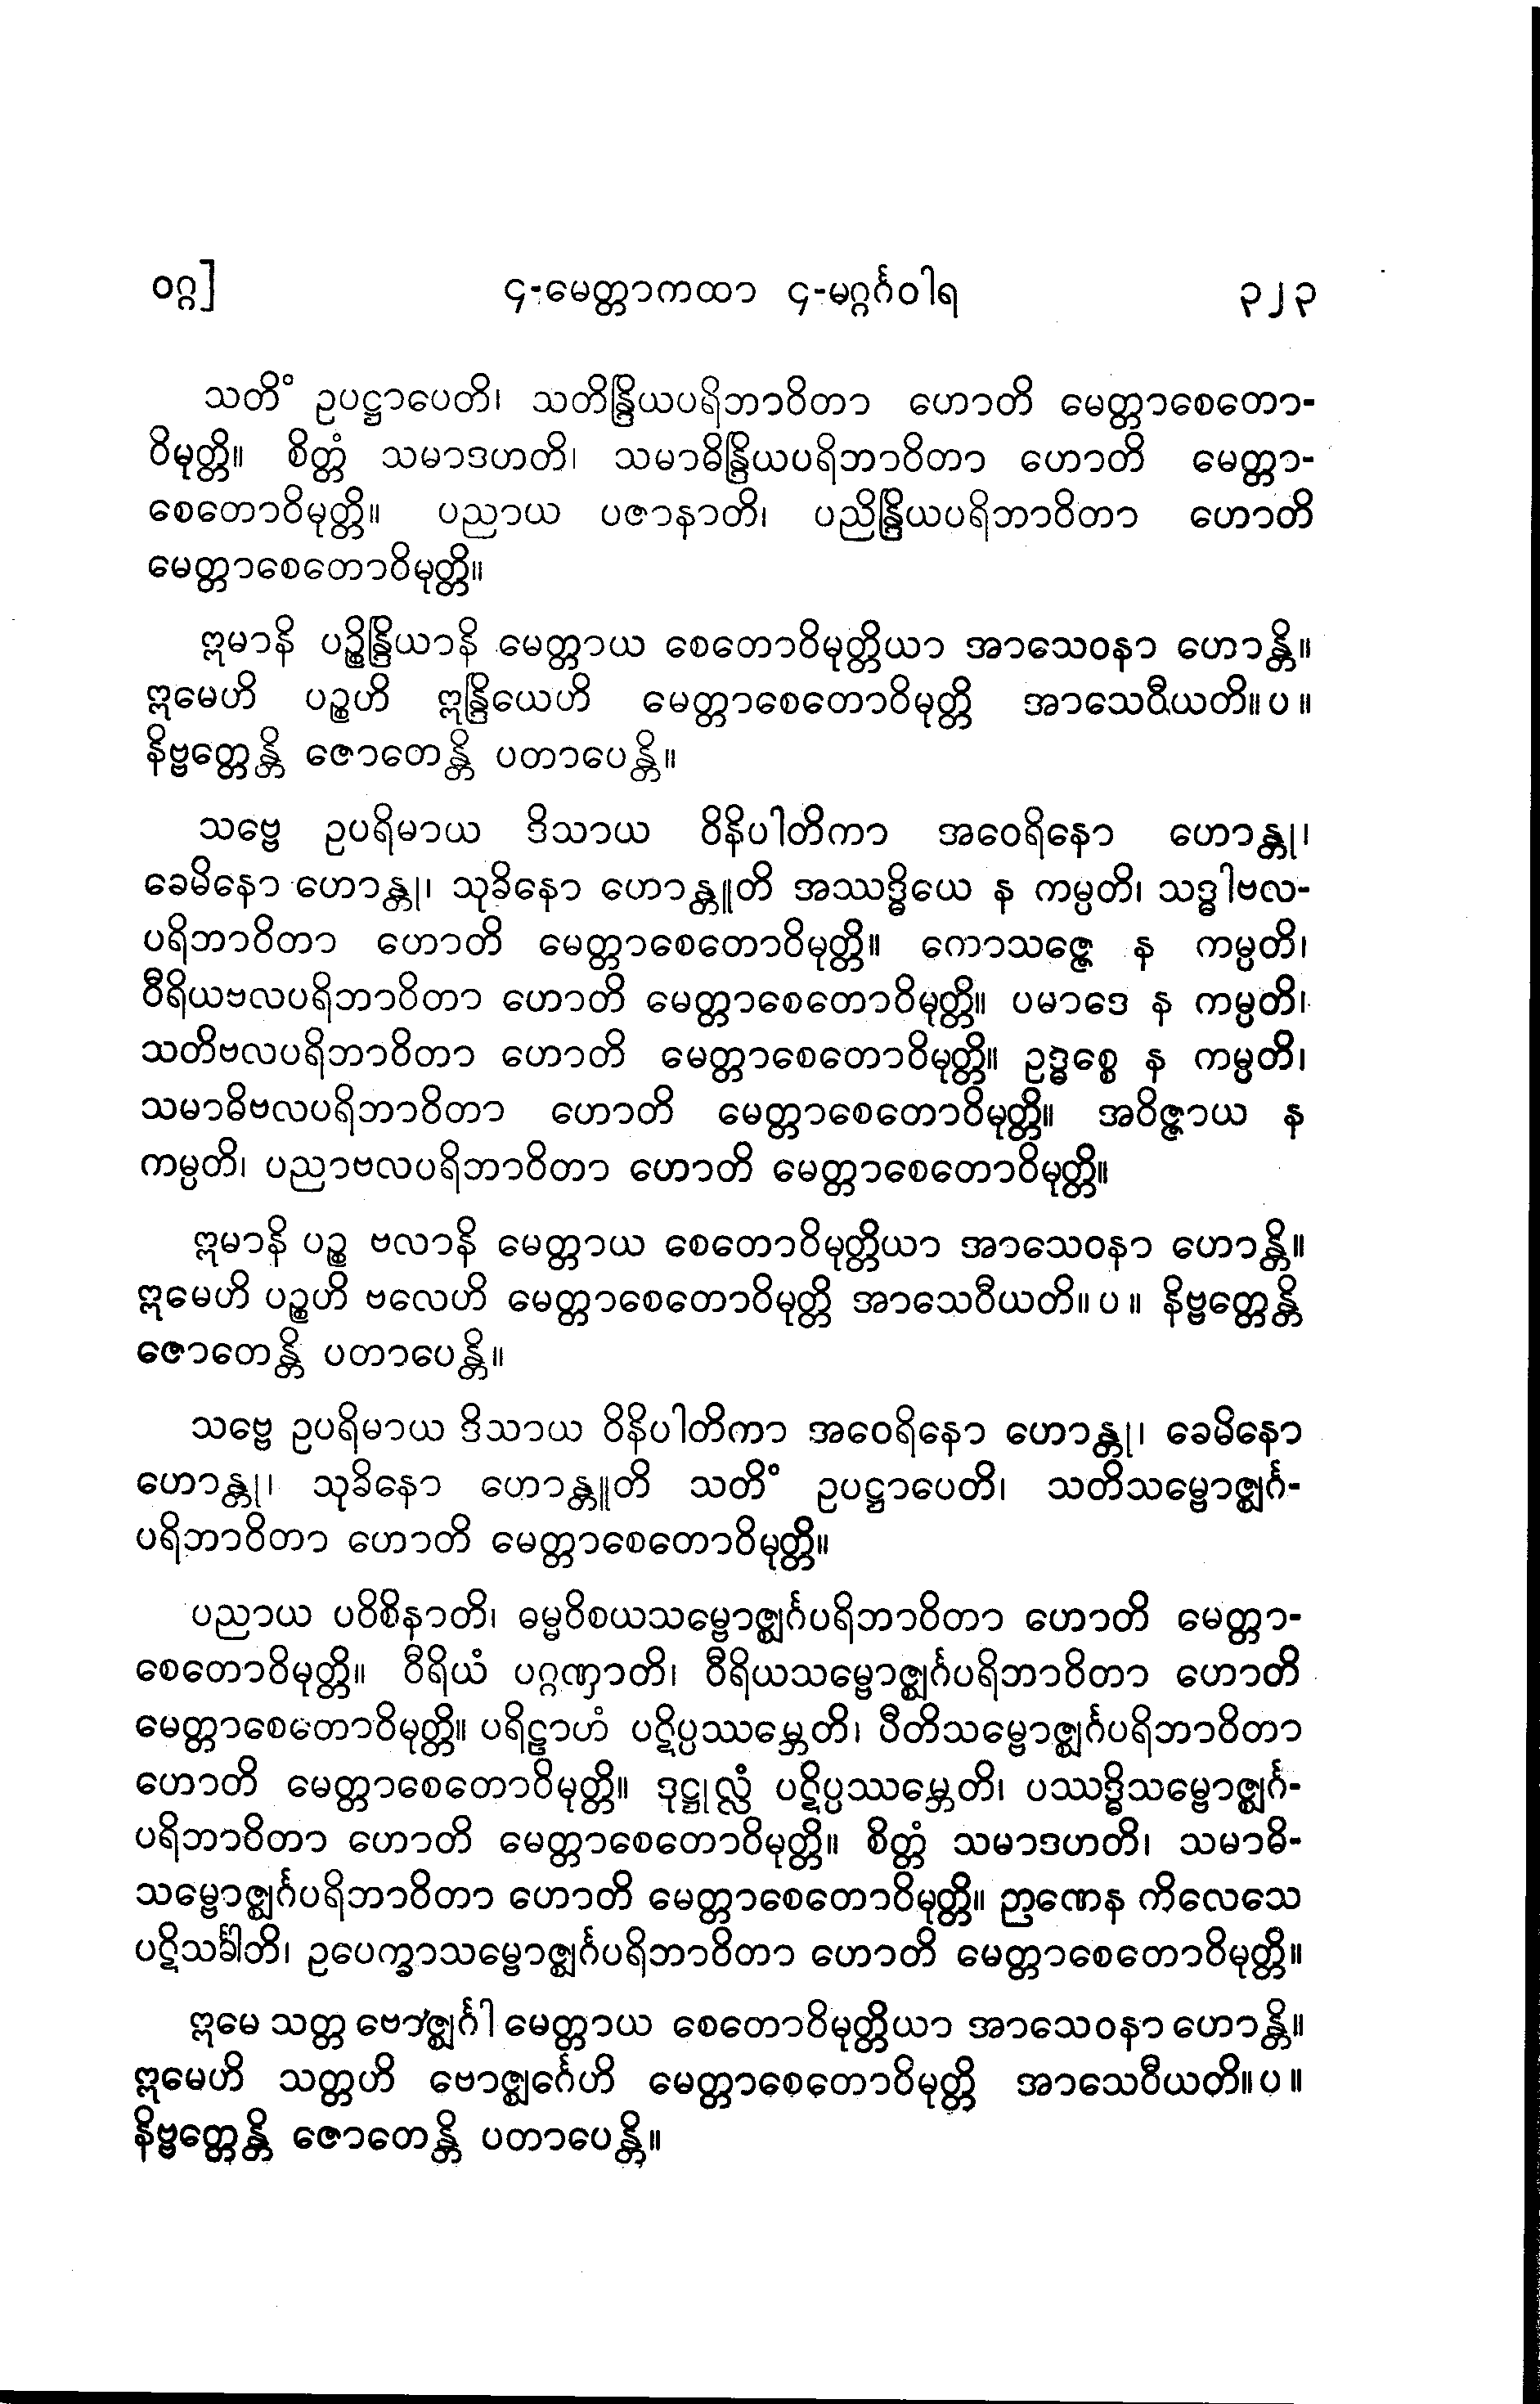 ဝဂ္ဂ] ၄-မေတ္တာကထာ ၄-မဂ္ဂင်္ဂဝါရ ၃၂၃
သတိံ ဥပဋ္ဌာပေတိ၊ သတိန္ဒြိယပရိဘာဝိတာ ဟောတိ မေတ္တာစေတော-
ဝိမုတ္တိ။ စိတ္တံ သမာဒဟတိ၊ သမာဓိန္ဒြိယပရိဘာဝိတာ ဟောတိ မေတ္တာ-
စေတောဝိမုတ္တိ။ ပညာယ ပဇာနာတိ၊ ပညိန္ဒြိယပရိဘာဝိတာ ဟောတိ
မေတ္တာစေတောဝိမုတ္တိ။
ဣမာနိ ပဉ္စိန္ဒြိယာနိ မေတ္တာယ စေတောဝိမုတ္တိယာ အာသေဝနာ ဟောန္တိ။
ဣမေဟိ ပဉ္စဟိ ဣန္ဒြိယေဟိ မေတ္တာစေတောဝိမုတ္တိ အာသေဝီယတိ။ပ။
နိဗ္ဗတ္တေန္တိ ဇောတေန္တိ ပတာပေန္တိ။
သဗ္ဗေ ဥပရိမာယ ဒိသာယ ဝိနိပါတိကာ အဝေရိနော ဟောန္တု၊
ခေမိနော ဟောန္တု၊ သုခိနော ဟောန္တူတိ အဿဒ္ဓိယေ န ကမ္ပတိ၊ သဒ္ဓါဗလ-
ပရိဘာဝိတာ ဟောတိ မေတ္တာစေတောဝိမုတ္တိ။ ကောသဇ္ဇေ န ကမ္ပတိ၊
ဝီရိယဗလပရိဘာဝိတာ ဟောတိ မေတ္တာစေတောဝိမုတ္တိ။ ပမာဒေ န ကမ္ပတိ၊
သတိဗလပရိဘာဝိတာ ဟောတိ မေတ္တာစေတောဝိမုတ္တိ။ ဥဒ္ဓစ္စေ န ကမ္ပတိ၊
သမာဓိဗလပရိဘာဝိတာ ဟောတိ မေတ္တာစေတောဝိမုတ္တိ။ အဝိဇ္ဇာယ န
ကမ္ပတိ၊ ပညာဗလပရိဘာဝိတာ ဟောတိ မေတ္တာစေတောဝိမုတ္တိ။
ဣမာနိ ပဉ္စ ဗလာနိ မေတ္တာယ စေတောဝိမုတ္တိယာ အာသေဝနာ ဟောန္တိ။
ဣမေဟိ ပဉ္စဟိ ဗလေဟိ မေတ္တာစေတောဝိမုတ္တိ အာသေဝီယတိ။ပ။ နိဗ္ဗတ္တေန္တိ
ဇောတေန္တိ ပတာပေန္တိ။
သဗ္ဗေ ဥပရိမာယ ဒိသာယ ဝိနိပါတိကာ အဝေရိနော ဟောန္တု၊ ခေမိနော
ဟောန္တု၊ သုခိနော ဟောန္တူတိ သတိံ ဥပဋ္ဌာပေတိ၊ သတိသမ္ဗောဇ္ဈင်္ဂ-
ပရိဘာဝိတာ ဟောတိ မေတ္တာစေတောဝိမုတ္တိ။
ပညာယ ပဝိစိနာတိ၊ ဓမ္မဝိစယသမ္ဗောဇ္ဈင်္ဂပရိဘာဝိတာ ဟောတိ မေတ္တာ-
စေတောဝိမုတ္တိ။ ဝီရိယံ ပဂ္ဂဏှာတိ၊ ဝီရိယသမ္ဗောဇ္ဈင်္ဂပရိဘာဝိတာ ဟောတိ
မေတ္တာစေတောဝိမုတ္တိ။ ပရိဠာဟံ ပဋိပ္ပဿမ္ဘေတိ၊ ပီတိသမ္ဗောဇ္ဈင်္ဂပရိဘာဝိတာ
ဟောတိ မေတ္တာစေတောဝိမုတ္တိ။ ဒုဋ္ဌုလ္လံ ပဋိပ္ပဿမ္ဘေတိ၊ ပဿဒ္ဓိသမ္ဗောဇ္ဈင်္ဂ-
ပရိဘာဝိတာ ဟောတိ မေတ္တာစေတောဝိမုတ္တိ။ စိတ္တံ သမာဒဟတိ၊ သမာဓိ-
သမ္ဗောဇ္ဈင်္ဂပရိဘာဝိတာ ဟောတိ မေတ္တာစေတောဝိမုတ္တိ။ ဉာဏေန ကိလေသေ
ပဋိသင်္ခါတိ၊ ဥပေက္ခာသမ္ဗောဇ္ဈင်္ဂပရိဘာဝိတာ ဟောတိ မေတ္တာစေတောဝိမုတ္တိ။
ဣမေ သတ္တ ဗောဇ္ဈင်္ဂါ မေတ္တာယ စေတောဝိမုတ္တိယာ အာသေဝနာ ဟောန္တိ။
ဣမေဟိ သတ္တဟိ ဗောဇ္ဈင်္ဂေဟိ မေတ္တာစေတောဝိမုတ္တိ အာသေဝီယတိ။ပ။
နိဗ္ဗတ္တေန္တိ ဇောတေန္တိ ပတာပေန္တိ။